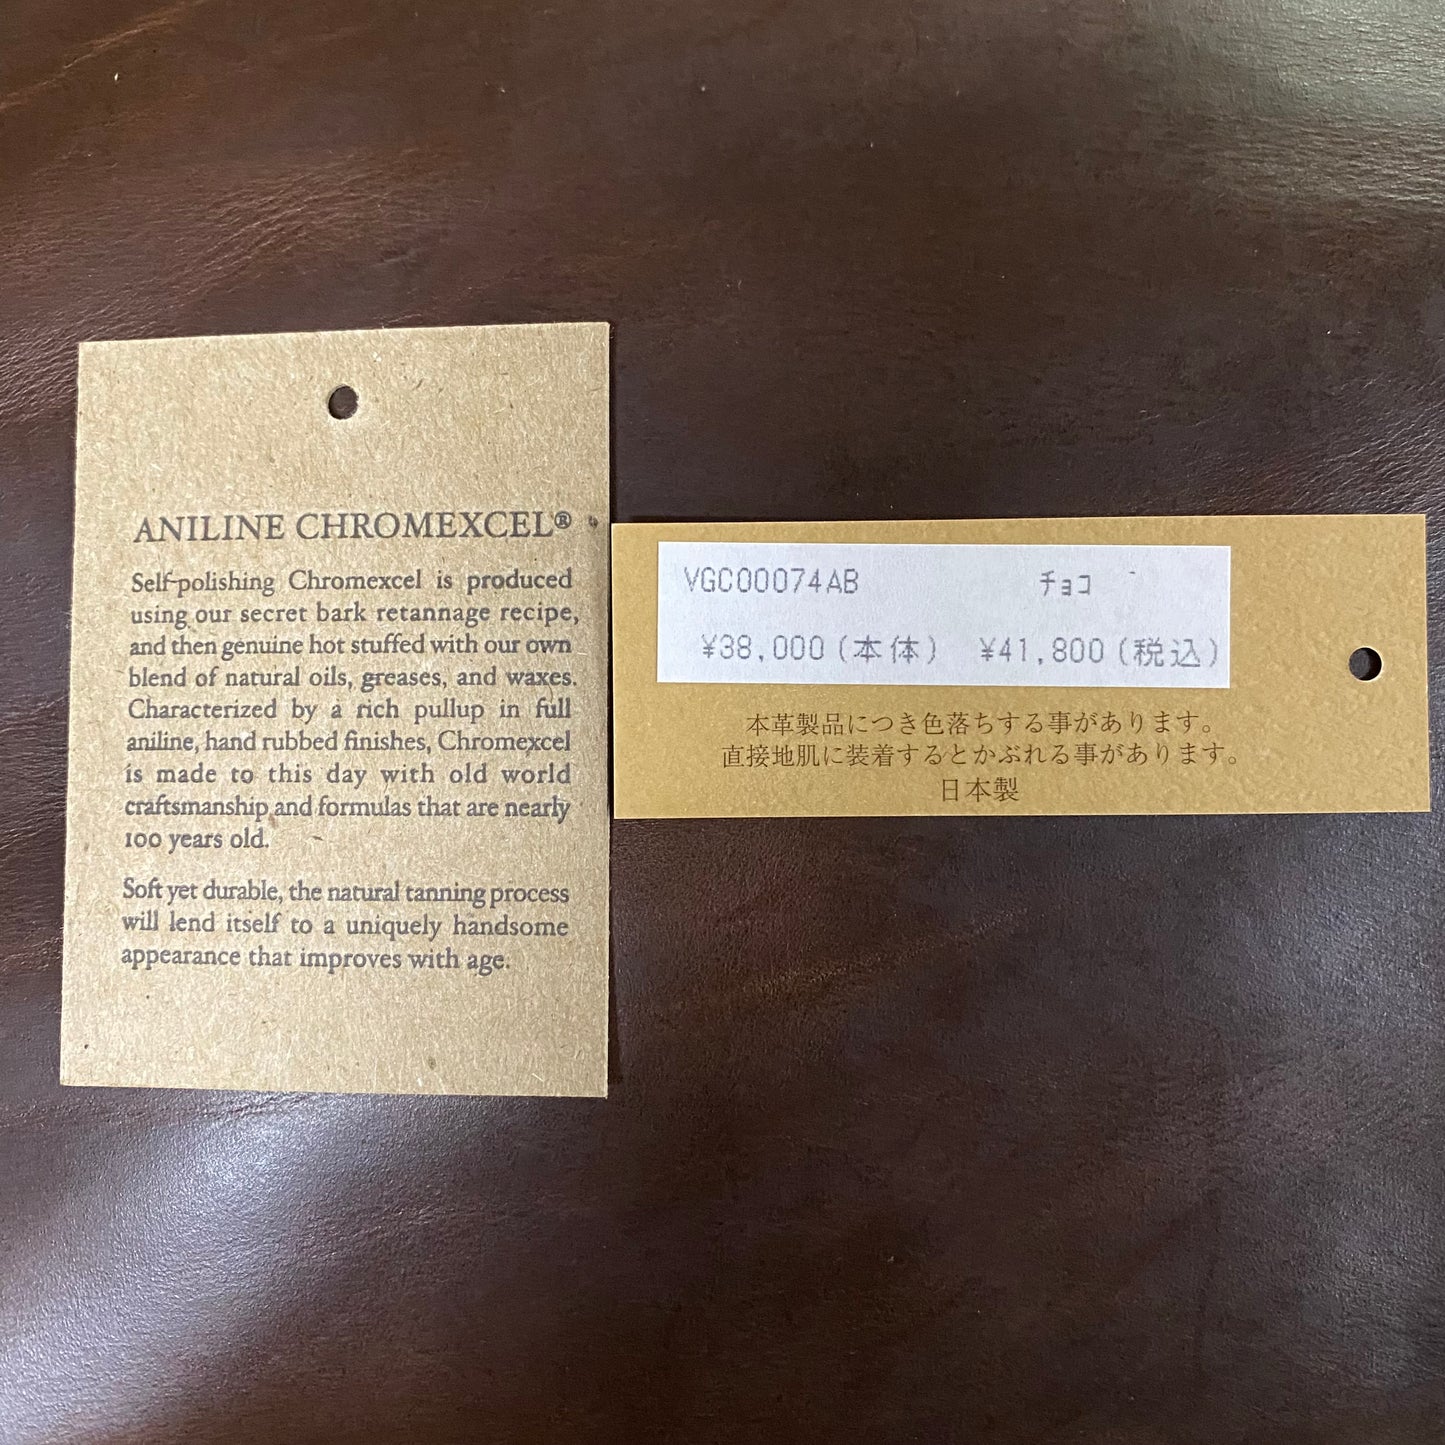 ANILINE CHROMEXCEL®
Self-polishing Chromexcel is produced
using our secret bark retannage recipe,
and then genuine hot stuffed with our own
blend of natural oils, greases, and waxes.
Characterized by a rich pullup in full
aniline, hand rubbed finishes, Chromexcel
is made to this day with old world
craftsmanship and formulas that are nearly
100 years old.
Soft yet durable, the natural tanning process
will lend itself to a uniquely handsome
appearance that improves with age.
VGC00074AB チョコ
¥38,000(本体) ¥41,800(税込)
本革製品につき色落ちする事があります。
直接地肌に装着するとかぶれる事があります。
日本製